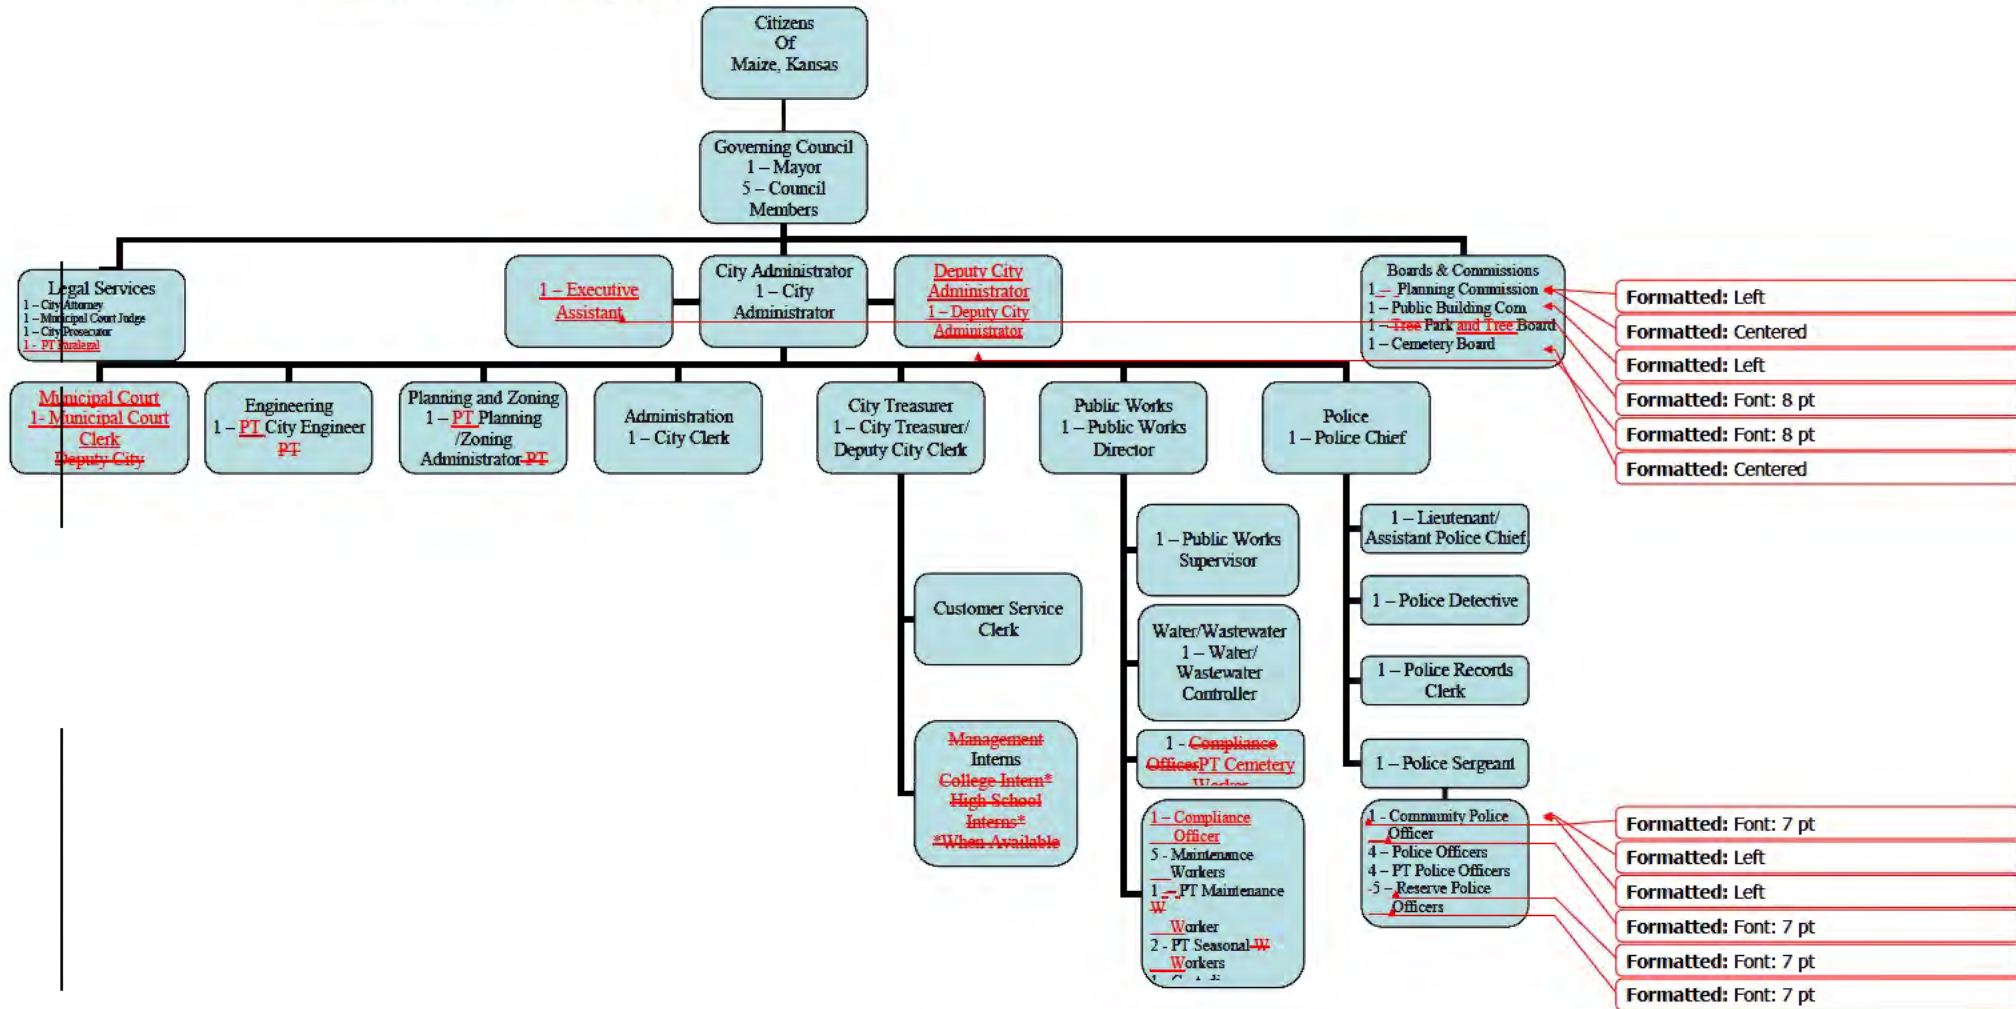 Citizens
Of
Maize, Kansas
Governing Council
1 – Mayor
5 – Council
Members
Legal Services
1 – City Attorney
1 – Municipal Court Judge
1 – City Prosecutor
1 - PT Paralegal
1 – Executive
Assistant
City Administrator
1 – City
Administrator
Deputy City
Administrator
1 – Deputy City
Administrator
Boards & Commissions
1 – Planning Commission
1 – Public Building Com.
1 – Tree Park and Tree Board
1 – Cemetery Board
Formatted: Left
Formatted: Centered
Formatted: Left
Formatted: Font: 8 pt
Formatted: Font: 8 pt
Formatted: Centered
Municipal Court
1- Municipal Court
Clerk
Deputy City
Engineering
1 – PT City Engineer
PT
Planning and Zoning
1 – PT Planning
/Zoning
Administrator PT
Administration
1 – City Clerk
City Treasurer
1 – City Treasurer/
Deputy City Clerk
Public Works
1 – Public Works
Director
Police
1 – Police Chief
Customer Service
Clerk
Management
Interns
College Intern*
High School
Interns*
*When Available
1 – Public Works
Supervisor
Water/Wastewater
1 – Water/
Wastewater
Controller
1 - Compliance
OfficerPT Cemetery
Worker
1 – Compliance
Officer
5 - Maintenance
Workers
1 – PT Maintenance
W
Worker
2 - PT Seasonal W
Workers
1 – Lieutenant/
Assistant Police Chief
1 – Police Detective
1 – Police Records
Clerk
1 – Police Sergeant
1 - Community Police
Officer
4 – Police Officers
4 – PT Police Officers
-5 – Reserve Police
Officers
Formatted: Font: 7 pt
Formatted: Left
Formatted: Left
Formatted: Font: 7 pt
Formatted: Font: 7 pt
Formatted: Font: 7 pt